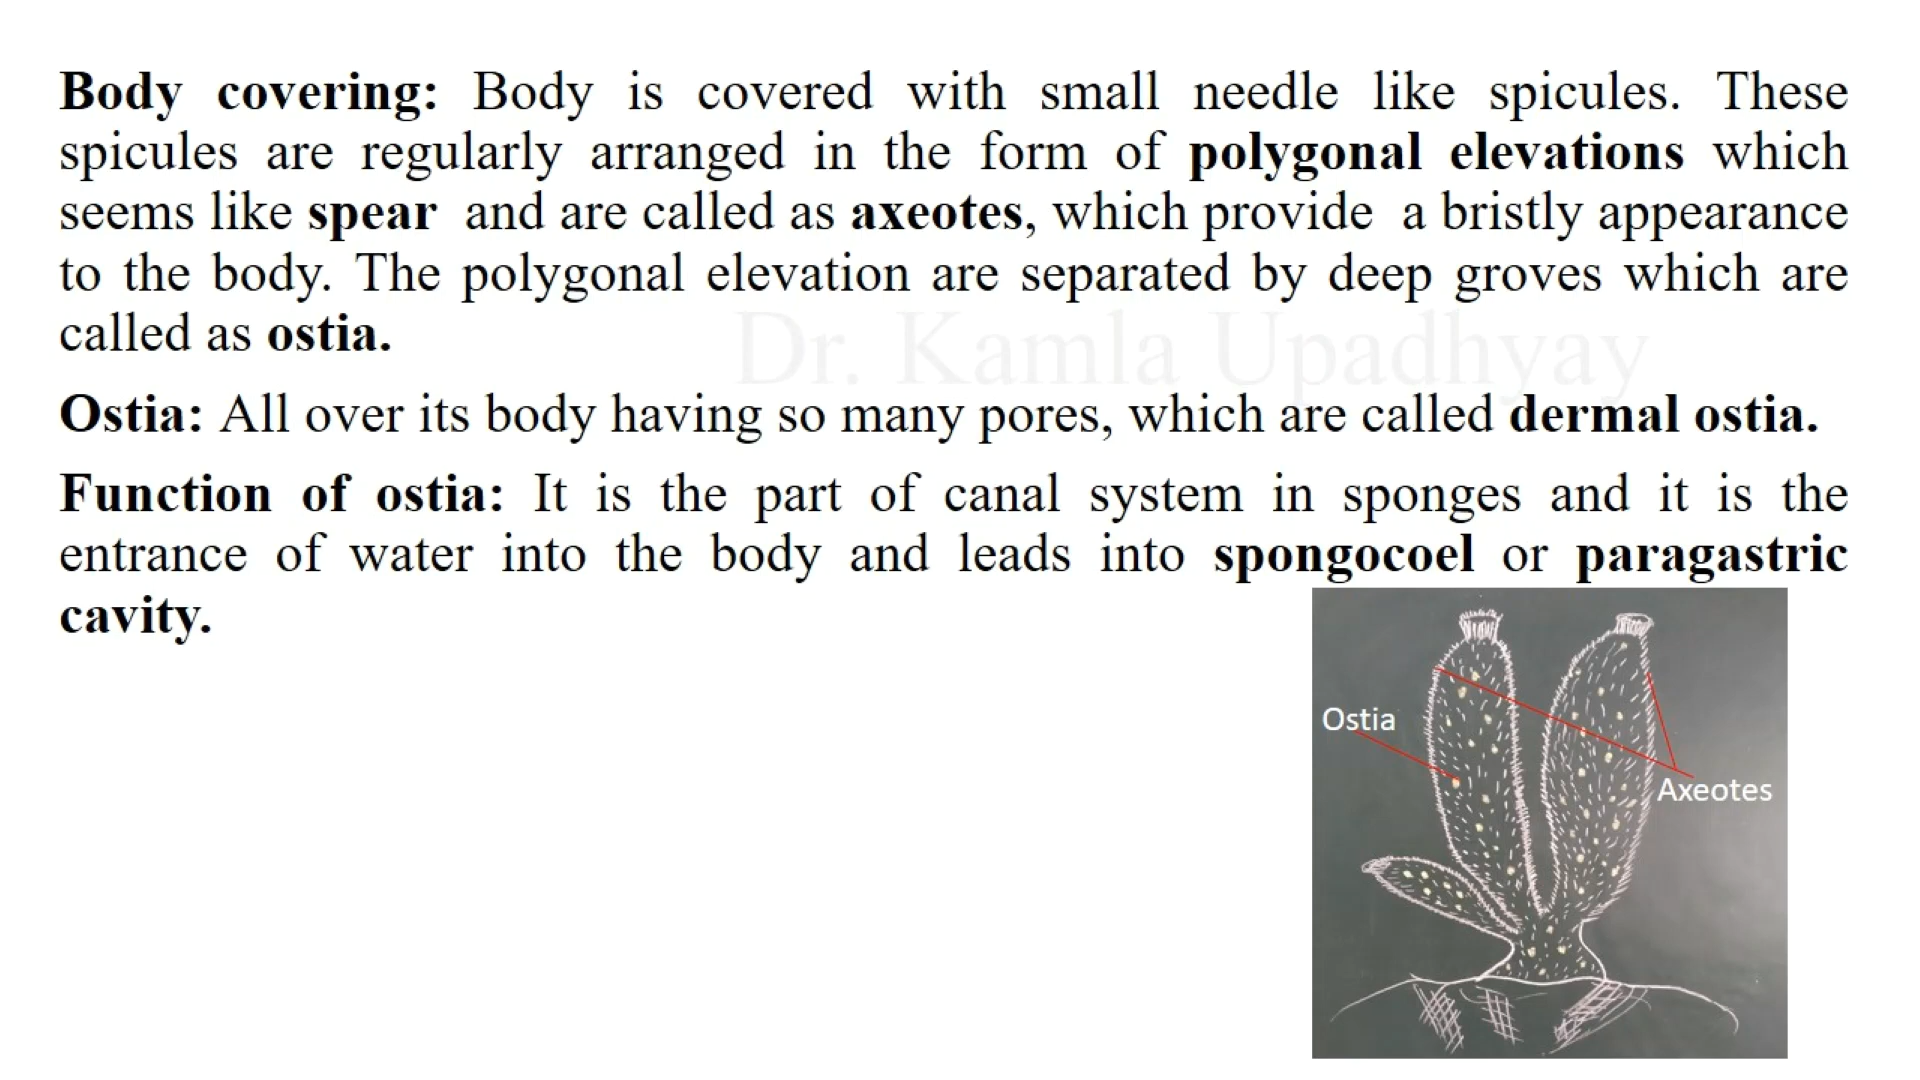 Body covering: Body is covered with small needle like spicules. These
spicules are regularly arranged in the form of polygonal elevations which
seems like spear and are called as axeotes, which provide a bristly appearance
to the body. The polygonal elevation are separated by deep groves which are
called as ostia.
Dr. Kamla Upadhyay
Ostia: All over its body having so many pores, which are called dermal ostia.
Function of ostia: It is the part of canal system in sponges and it is the
entrance of water into the body and leads into spongocoel or paragastric
cavity.
Ostia
Axeotes